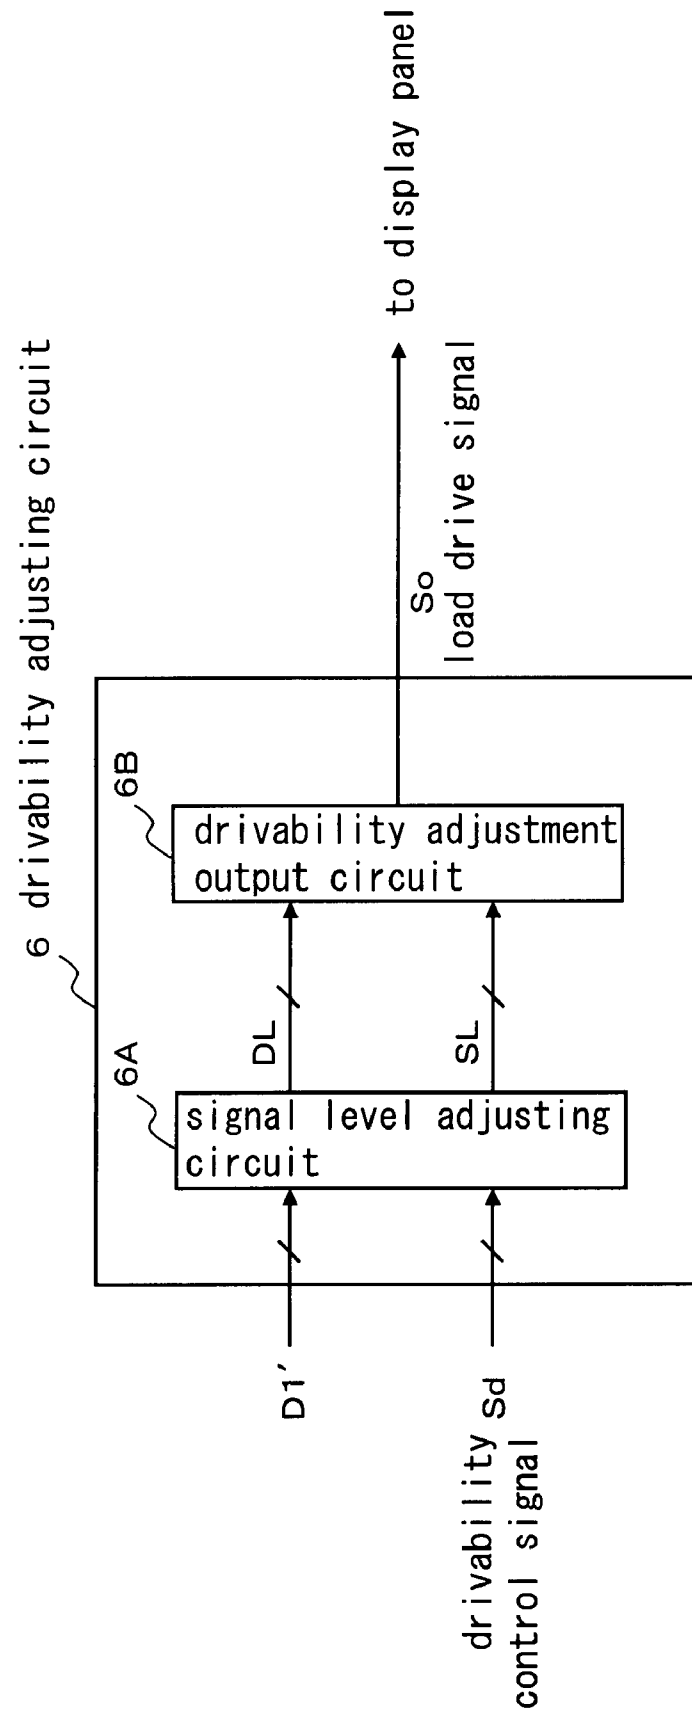 6 drivability adjusting circuit
6A
6B
signal level adjusting
circuit
drivability adjustment
output circuit
D1'
DL
SL
Sd
drivability
control signal
So
load drive signal
to display panel